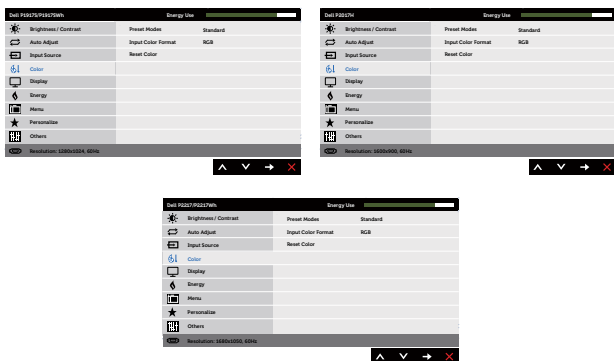 Dell P1917S/P1917SWh Energy Use
Brightness / Contrast Preset Modes Standard
Auto Adjust Input Color Format RGB
Input Source Reset Color
Color
Display
Energy
Menu
Personalize
Others
Resolution: 1280x1024, 60Hz
Dell P2017H Energy Use
Brightness / Contrast Preset Modes Standard
Auto Adjust Input Color Format RGB
Input Source Reset Color
Color
Display
Energy
Menu
Personalize
Others
Resolution: 1600x900, 60Hz
Dell P2217/P2217Wh Energy Use
Brightness / Contrast Preset Modes Standard
Auto Adjust Input Color Format RGB
Input Source Reset Color
Color
Display
Energy
Menu
Personalize
Others
Resolution: 1680x1050, 60Hz